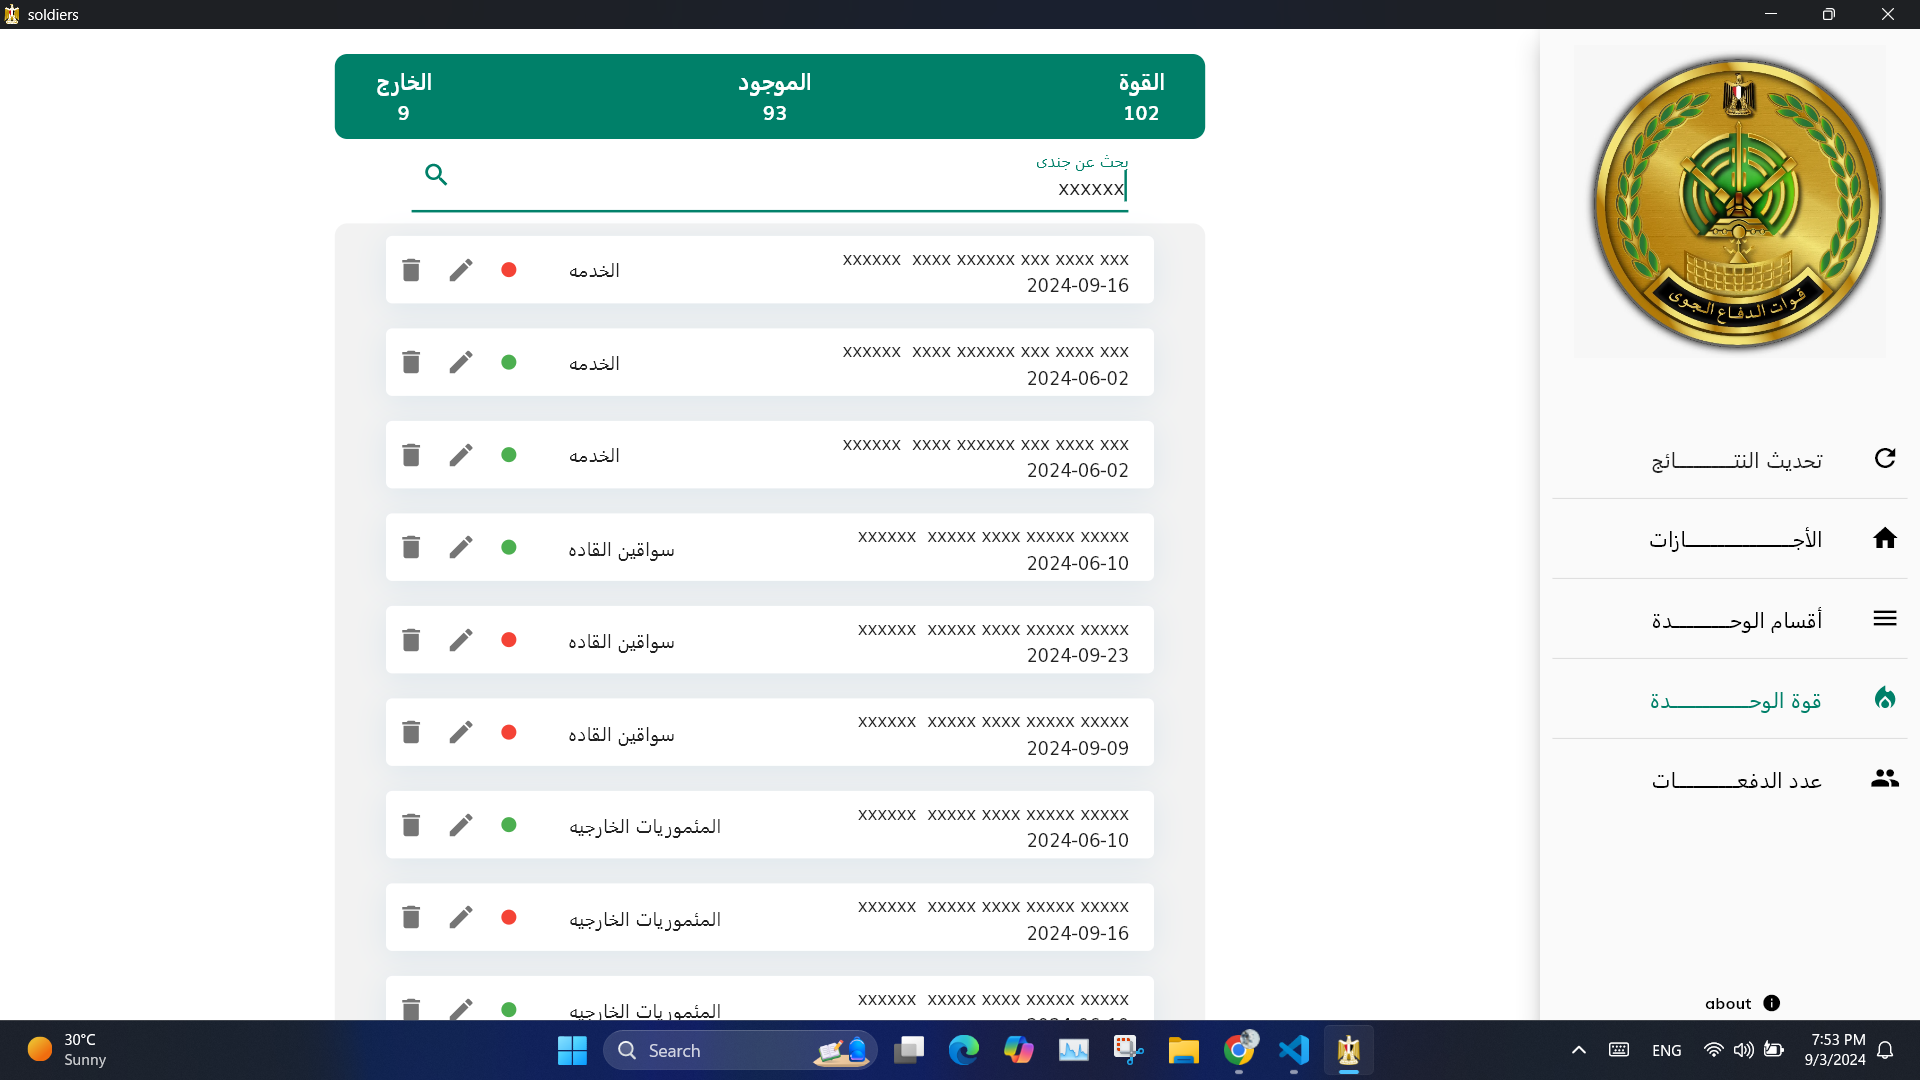 soldiers
القوة
102
الموجود
93
الخارج
9
بحث عن جندى
xxxxxx
xxxxxx  xxxx xxxxxx xxx xxxx xxx
2024-09-16
الخدمه
xxxxxx  xxxx xxxxxx xxx xxxx xxx
2024-06-02
الخدمه
xxxxxx  xxxx xxxxxx xxx xxxx xxx
2024-06-02
الخدمه
xxxxxx  xxxxx xxxx xxxxx xxxxx
2024-06-10
سواقين القاده
xxxxxx  xxxxx xxxx xxxxx xxxxx
2024-09-23
سواقين القاده
xxxxxx  xxxxx xxxx xxxxx xxxxx
2024-09-09
سواقين القاده
xxxxxx  xxxxx xxxx xxxxx xxxxx
2024-06-10
المئموريات الخارجيه
xxxxxx  xxxxx xxxx xxxxx xxxxx
2024-09-16
المئموريات الخارجيه
xxxxxx  xxxxx xxxx xxxxx xxxxx
المئموريات الخارجيه
قوات الدفاع الجوى
تحديث النتـــــــــــائج
الأجــــــــــــــــــــازات
أقسام الوحـــــــــــدة
قوة الوحـــــــــــــــدة
عدد الدفعـــــــــــات
about
30°C
Sunny
Search
ENG
7:53 PM
9/3/2024